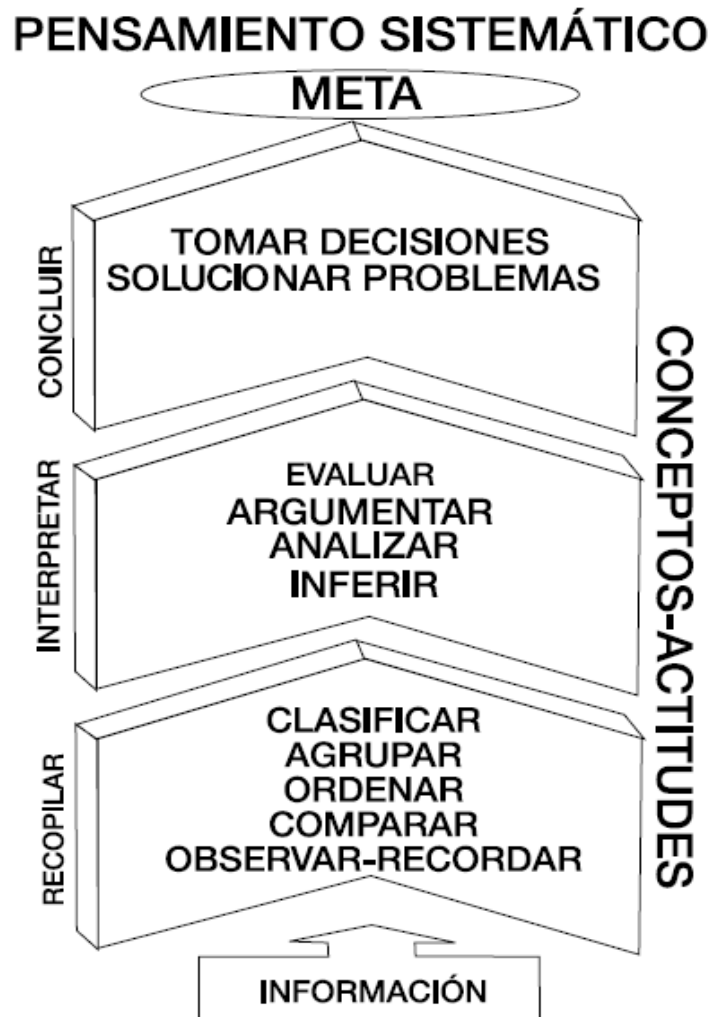 PENSAMIENTO SISTEMÁTICO
META
CONCLUIR
TOMAR DECISIONES
SOLUCIONAR PROBLEMAS
INTERPRETAR
EVALUAR
ARGUMENTAR
ANALIZAR
INFERIR
RECOPILAR
CLASIFICAR
AGRUPAR
ORDENAR
COMPARAR
OBSERVAR-RECORDAR
CONCEPTOS-ACTITUDES
INFORMACIÓN